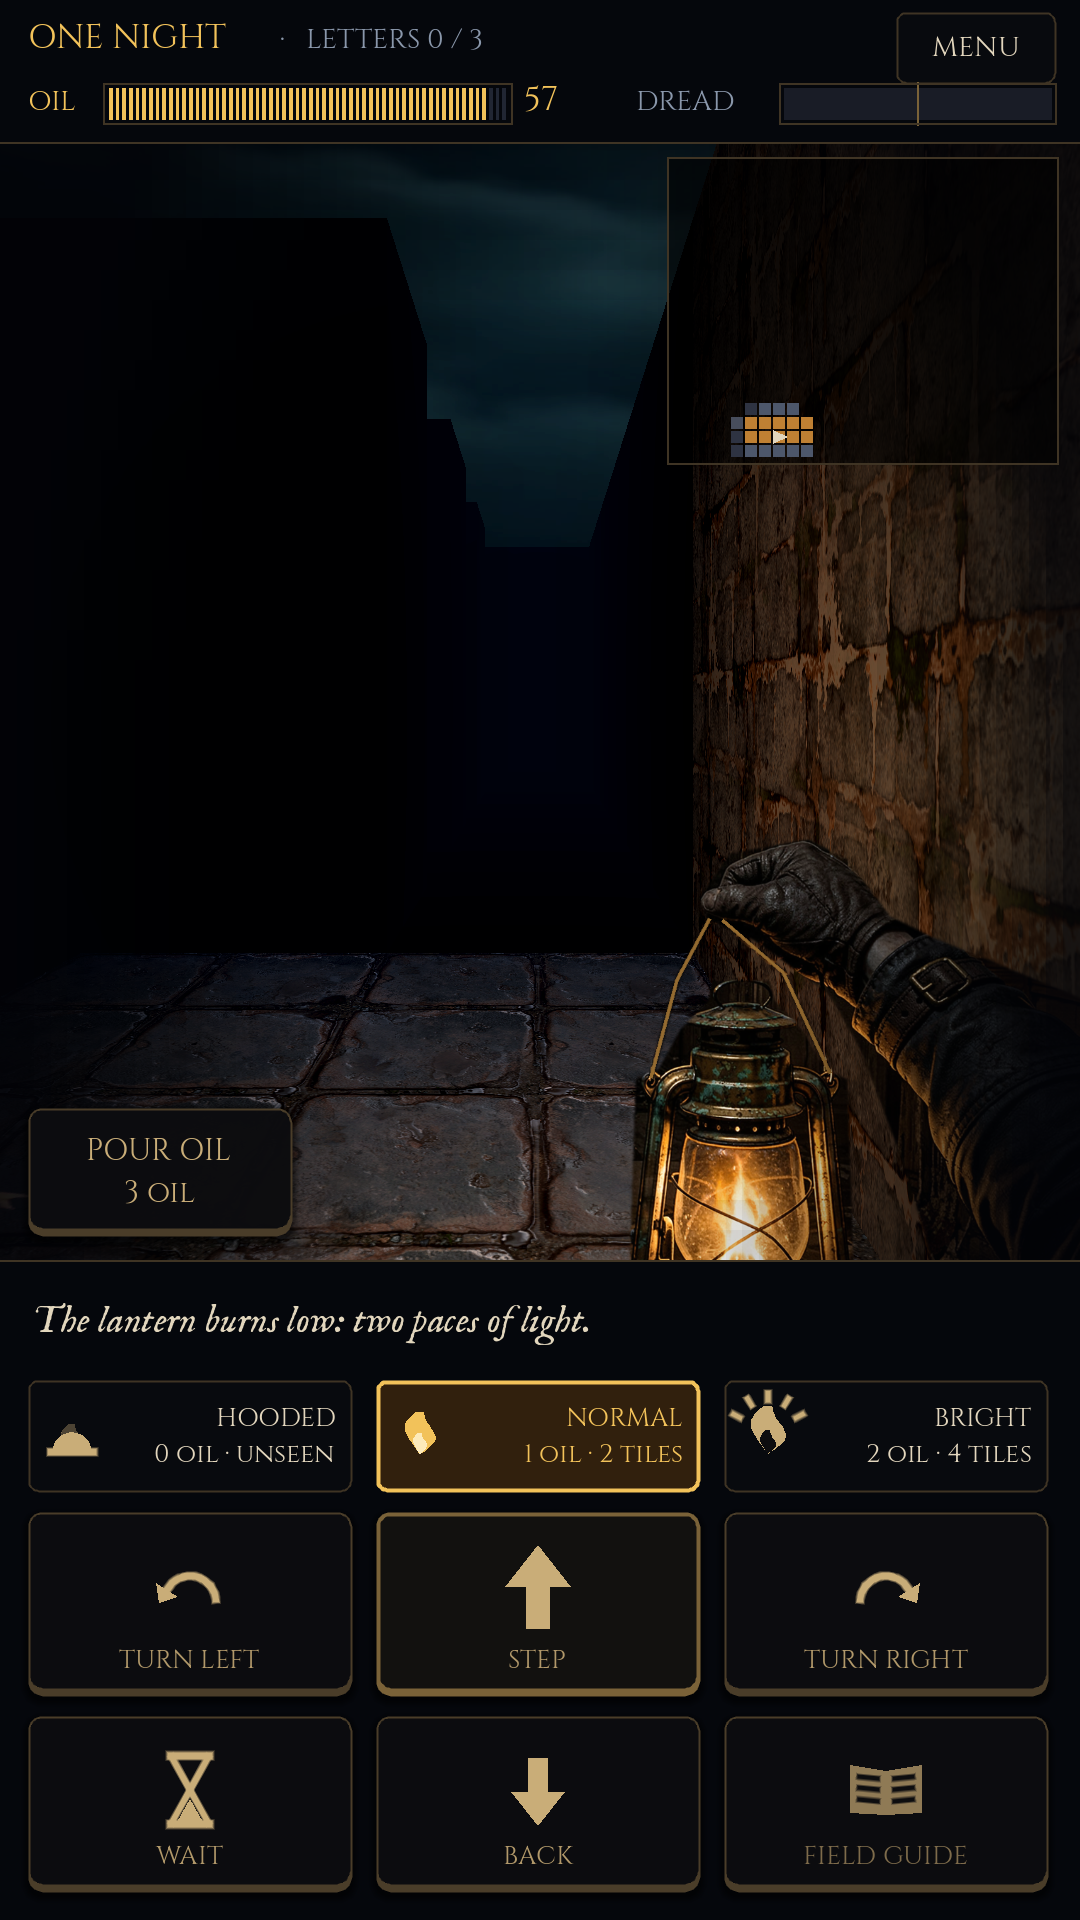 ONE NIGHT · LETTERS 0 / 3
MENU
OIL 57 DREAD
POUR OIL
3 OIL
The lantern burns low: two paces of light.
HOODED
0 OIL · UNSEEN
NORMAL
1 OIL · 2 TILES
BRIGHT
2 OIL · 4 TILES
TURN LEFT
STEP
TURN RIGHT
WAIT
BACK
FIELD GUIDE